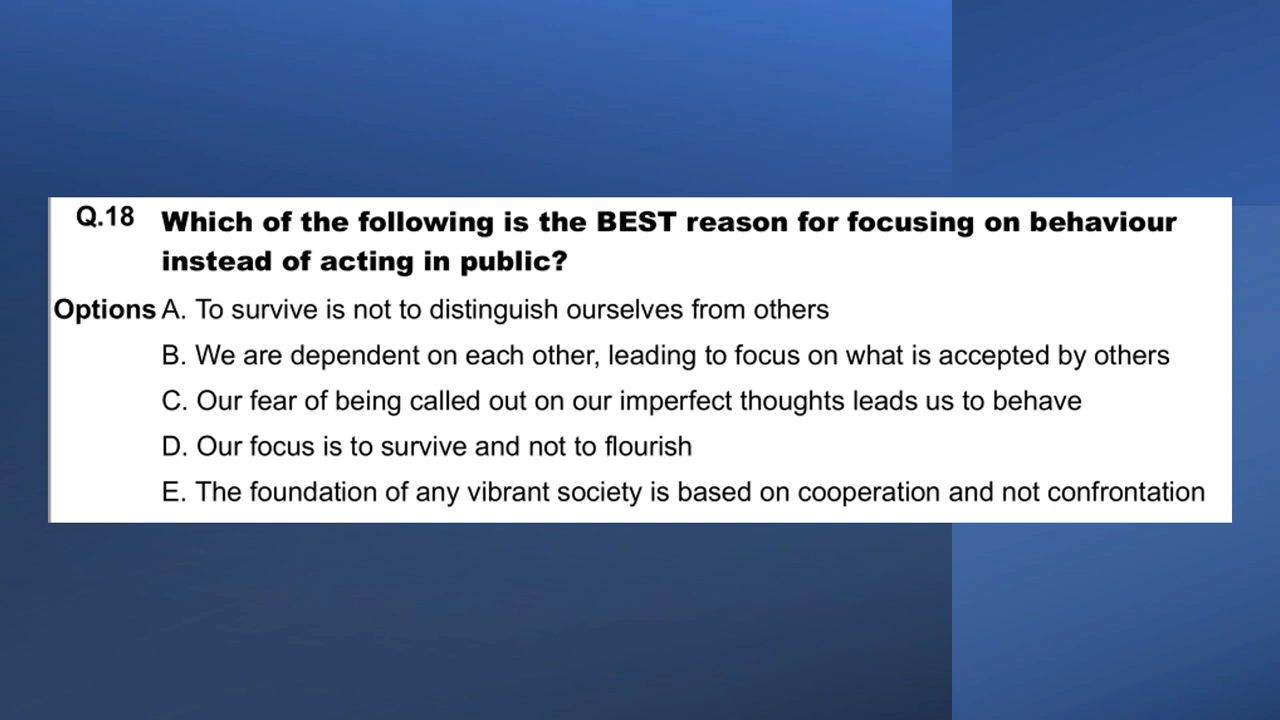 Q.18 Which of the following is the BEST reason for focusing on behaviour
instead of acting in public?
Options A. To survive is not to distinguish ourselves from others
B. We are dependent on each other, leading to focus on what is accepted by others
C. Our fear of being called out on our imperfect thoughts leads us to behave
D. Our focus is to survive and not to flourish
E. The foundation of any vibrant society is based on cooperation and not confrontation